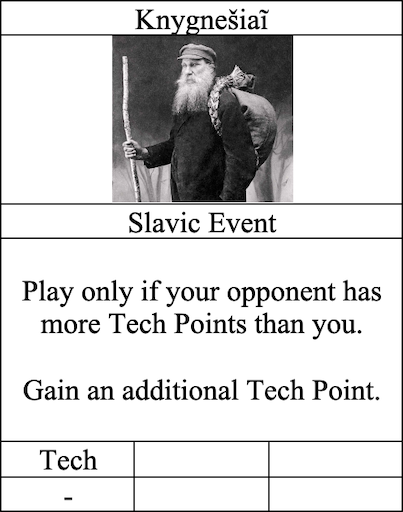 Knygnešiaĩ
Slavic Event
Play only if your opponent has
more Tech Points than you.
Gain an additional Tech Point.
Tech
-